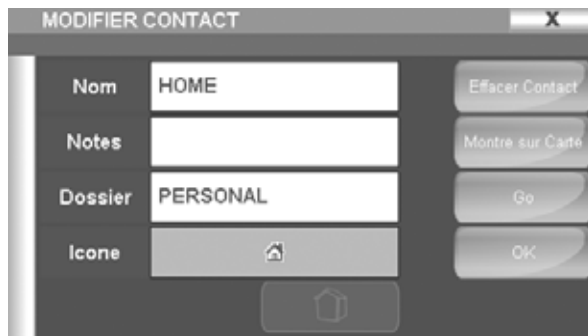 MODIFIER CONTACT X
Nom HOME Effacer Contact
Notes Montre sur Carte
Dossier PERSONAL Go
Icone OK